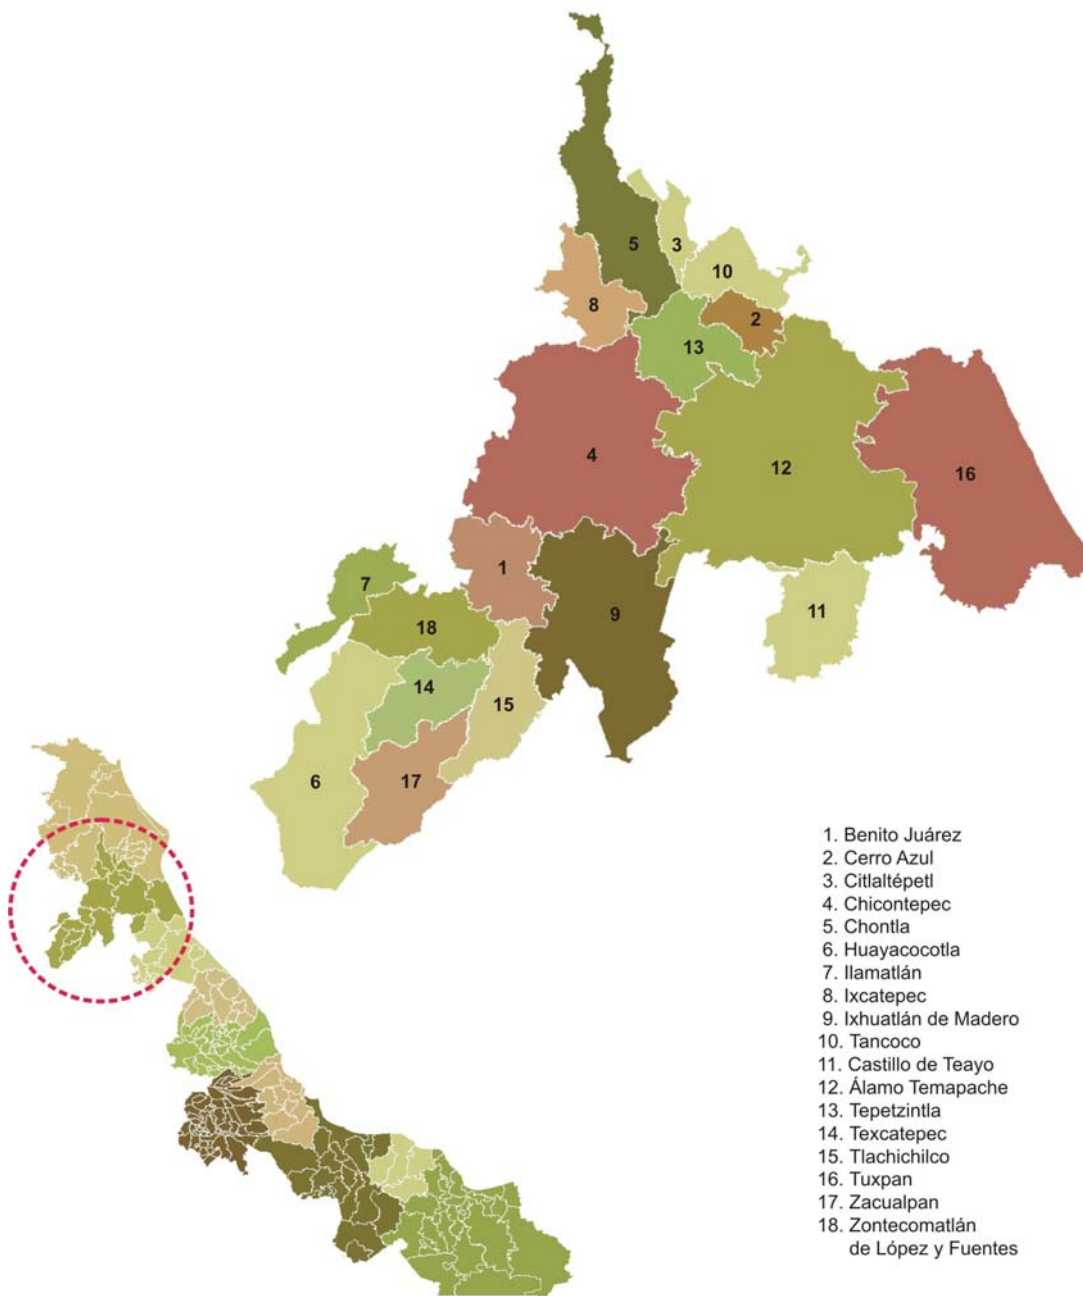 5
3
10
8
2
13
4
12
16
1
7
9
11
18
14
15
6
17
1. Benito Juárez
2. Cerro Azul
3. Citlaltépetl
4. Chicontepec
5. Chontla
6. Huayacocotla
7. Ilamatlán
8. Ixcatepec
9. Ixhuatlán de Madero
10. Tancoco
11. Castillo de Teayo
12. Álamo Temapache
13. Tepetzintla
14. Texcatepec
15. Tlachichilco
16. Tuxpan
17. Zacualpan
18. Zontecomatlán
de López y Fuentes